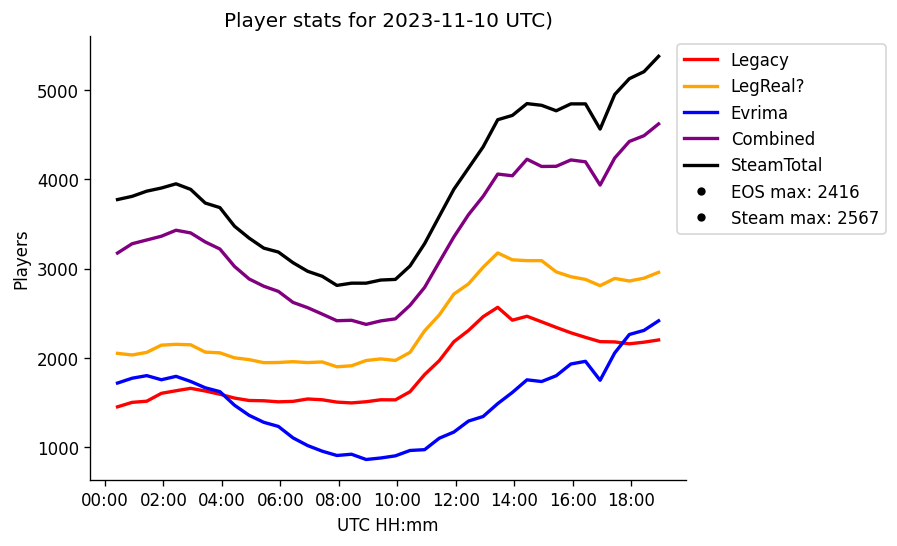 Player stats for 2023-11-10 UTC)
Legacy
LegReal?
Evrima
Combined
SteamTotal
EOS max: 2416
Steam max: 2567
Players
5000
4000
3000
2000
1000
00:00 02:00 04:00 06:00 08:00 10:00 12:00 14:00 16:00 18:00
UTC HH:mm